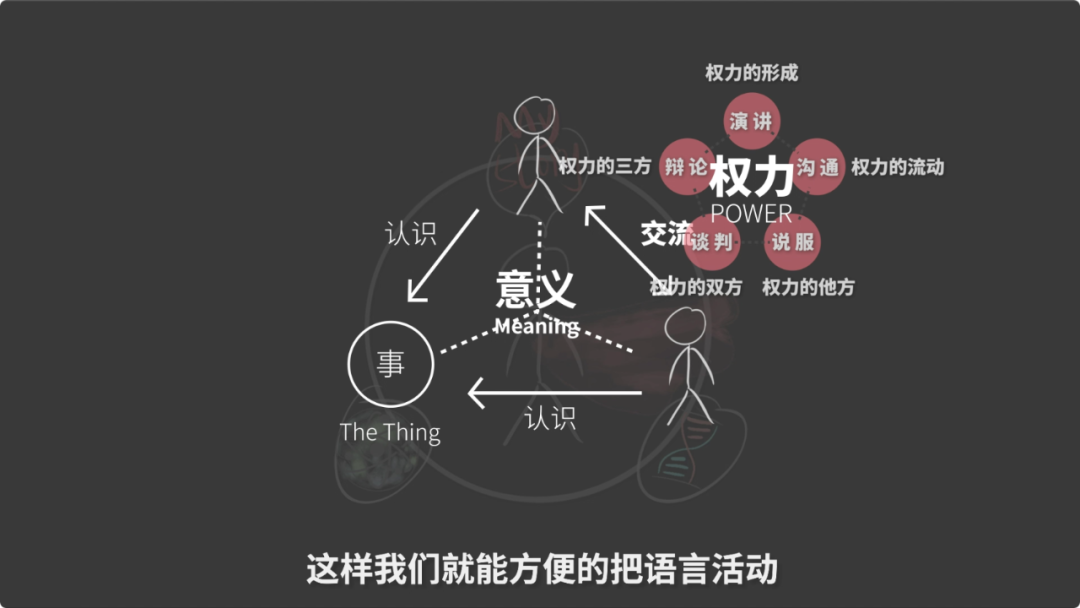 权力的形成
演讲
权力的三方
辩论
权力
POWER
沟通
权力的流动
交流
谈判
说服
权力的双方
权力的他方
认识
意义
Meaning
事
The Thing
认识
这样我们就能方便的把语言活动